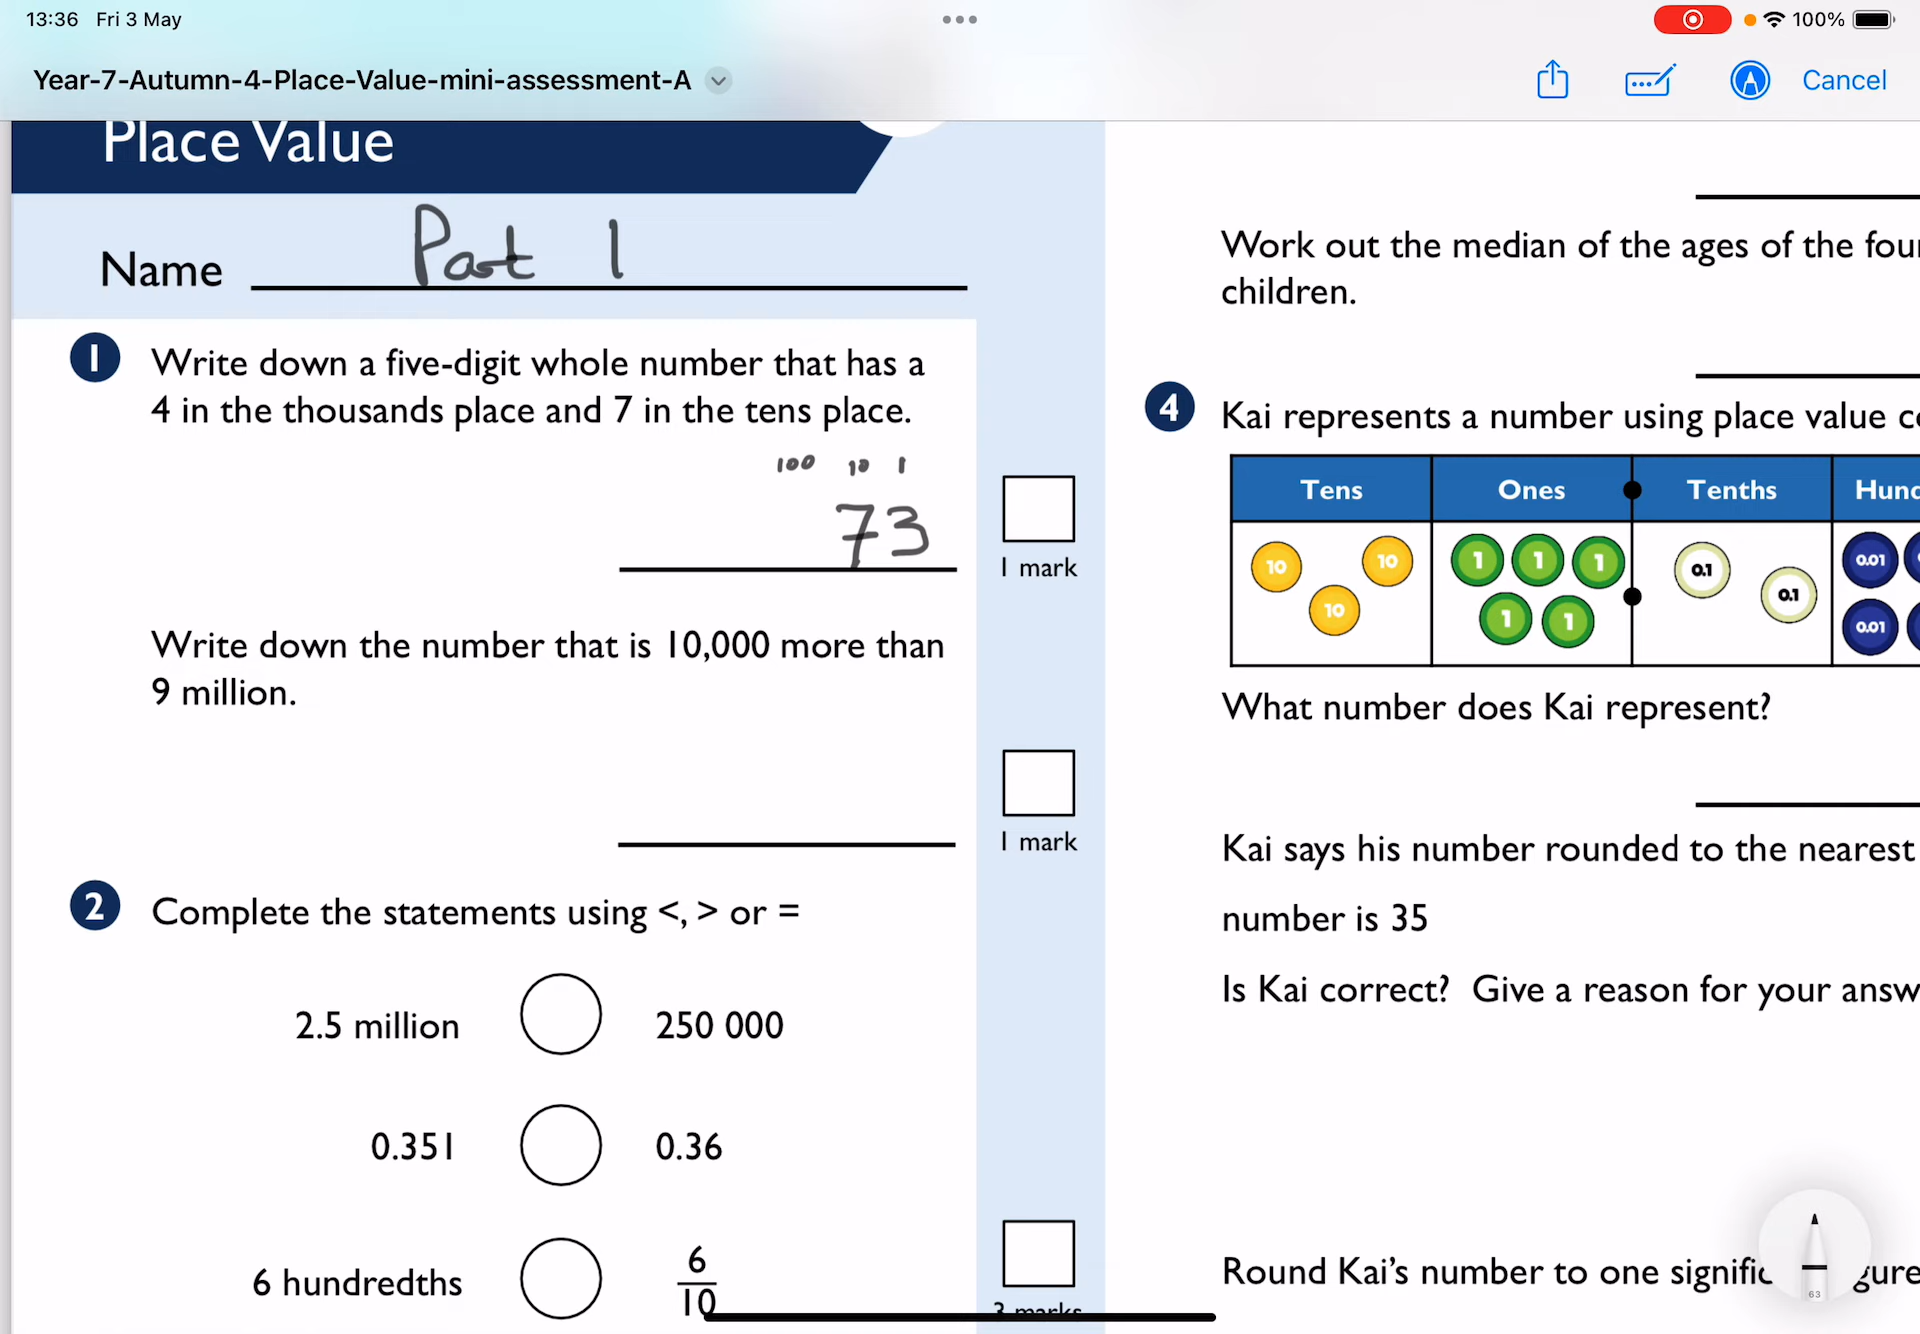 13:36 Fri 3 May
100%
Year-7-Autumn-4-Place-Value-mini-assessment-A
Cancel
Place Value
Name Part 1
1 Write down a five-digit whole number that has a
4 in the thousands place and 7 in the tens place.
100 10 1
73
1 mark
Write down the number that is 10,000 more than
9 million.
1 mark
2 Complete the statements using <, > or =
2.5 million 250 000
0.351 0.36
6 hundredths 6/10
3 marks
Work out the median of the ages of the four
children.
4 Kai represents a number using place value
Tens Ones Tenths
10 10 1 1 1 0.1 0.01
10 1 1 0.1 0.01
What number does Kai represent?
Kai says his number rounded to the nearest
number is 35
Is Kai correct? Give a reason for your
Round Kai's number to one
63